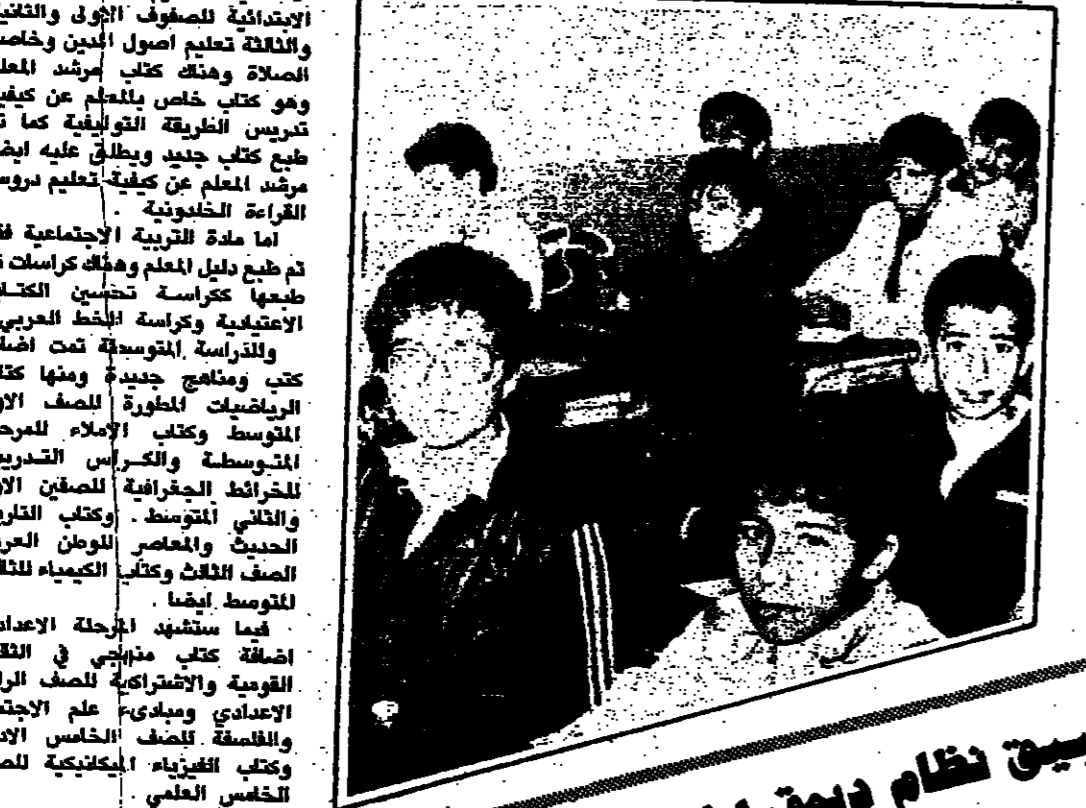 الابتدائية للصفوف الاولى والثانية
والثالثة تعليم اصول الدين وخاصة
الصلاة وهناك كتاب مرشد المعلم
وهو كتاب خاص بالمعلم عن كيفية
تدريس الطريقة التوليفية كما تم
طبع كتاب جديد ويطلق عليه ايضا
مرشد المعلم عن كيفية تعليم دروس
القراءة الخلدونية .
اما مادة التربية الاجتماعية فقد
تم طبع دليل المعلم وهناك كراسات تم
طبعها ككراسة تحسين الكتابة
الاعتيادية وكراسة الخط العربي
وللدراسة المتوسطة تمت اضافة
كتب ومناهج جديدة ومنها كتاب
الرياضيات المطورة للصف الاول
المتوسط وكتاب الاملاء للمرحلة
المتوسطة والكراس التدريبي
للخرائط الجغرافية للصفين الاول
والثاني المتوسط . وكتاب التاريخ
الحديث والمعاصر للوطن العربي
الصف الثالث وكتاب الكيمياء للثالث
المتوسط ايضا .
فيما ستشهد المرحلة الاعدادية
اضافة كتاب منهجي في الثقافة
القومية والاشتراكية للصف الرابع
الاعدادي ومبادىء علم الاجتماع
والفلسفة للصف الخامس الادبي
وكتاب الفيزياء الميكانيكية للصف
الخامس العلمي .
نظام